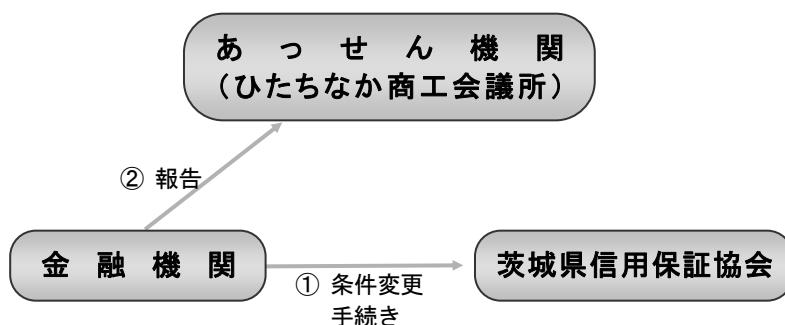 あっせん機関
（ひたちなか商工会議所）
② 報告
金融機関
① 条件変更
手続き
茨城県信用保証協会